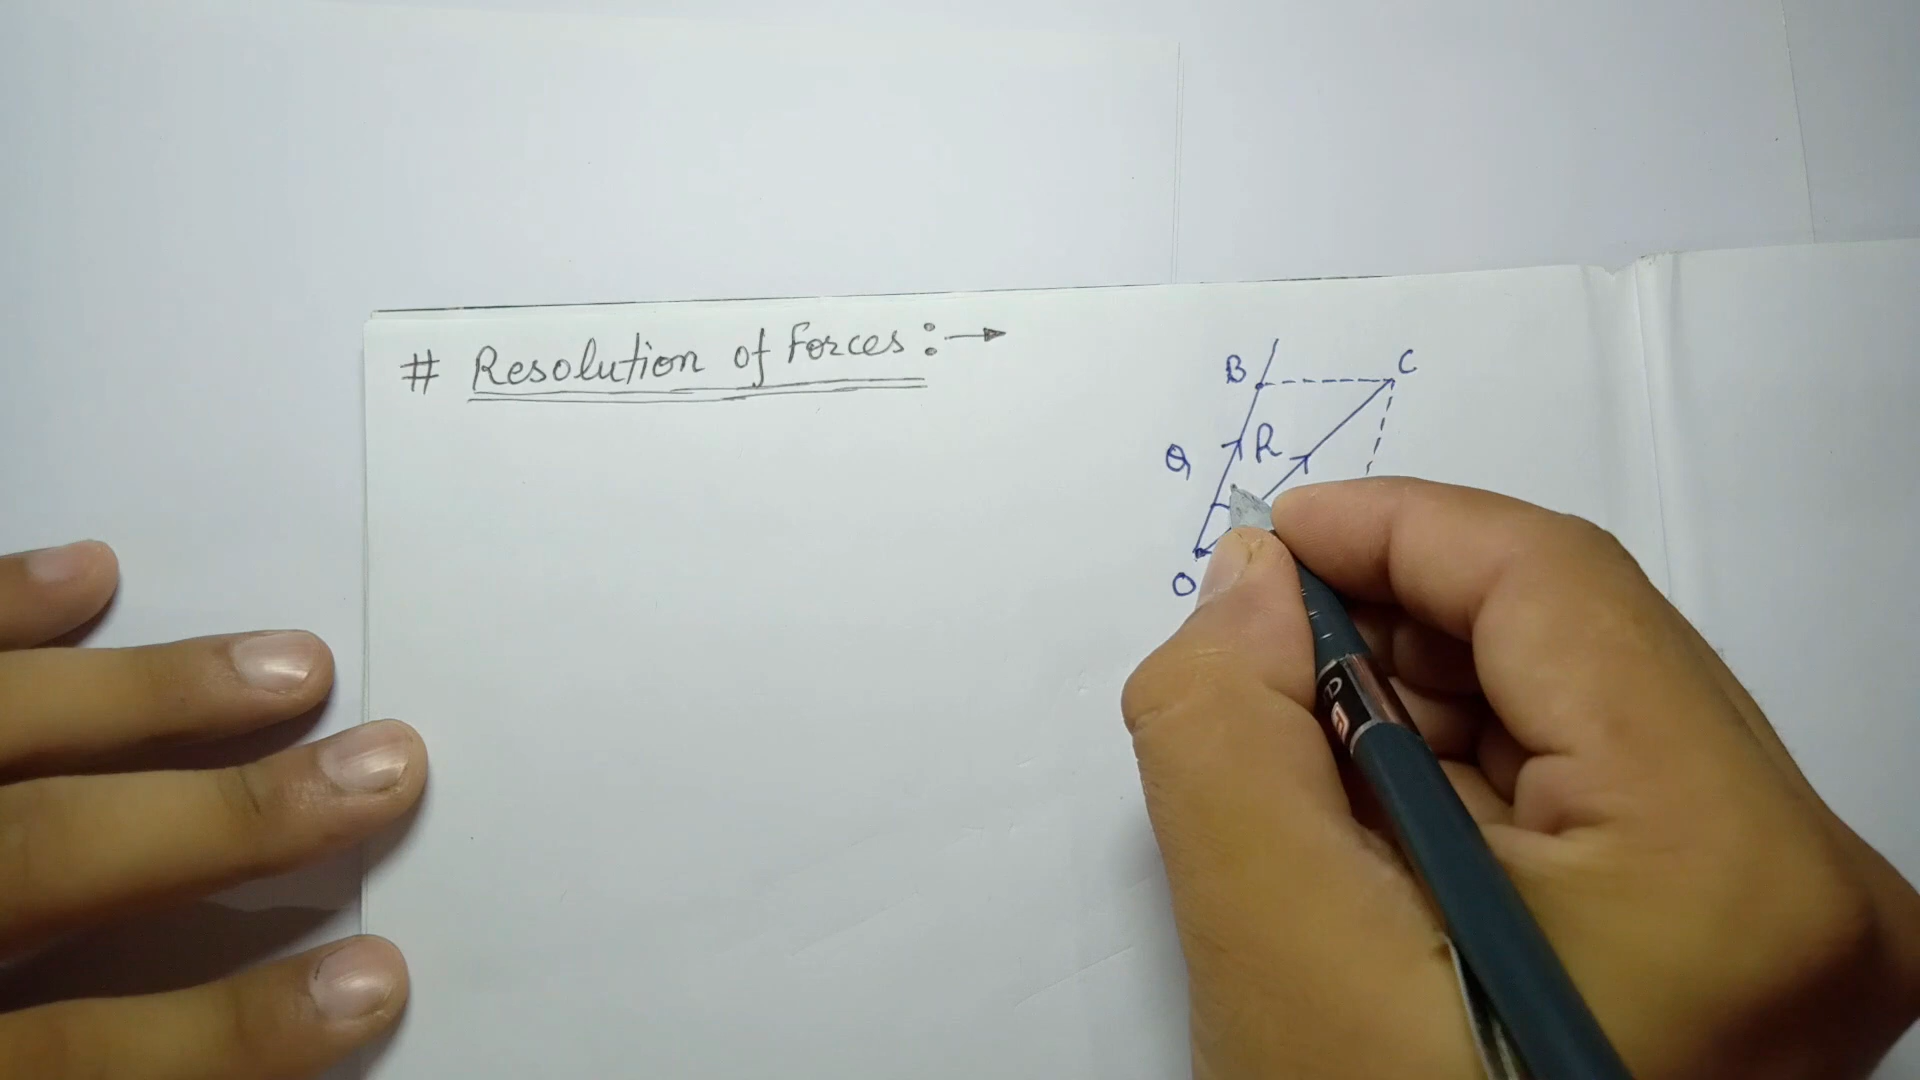 # Resolution of Forces :→
B C
Q R
O